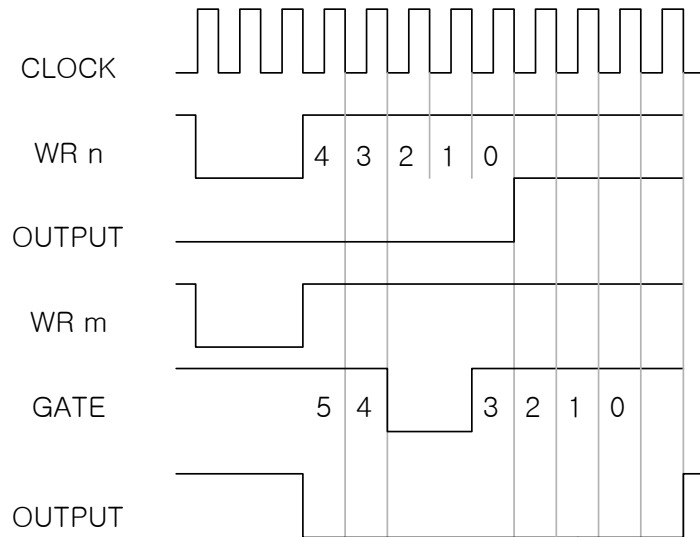 CLOCK
WR n
4 3 2 1 0
OUTPUT
WR m
GATE
5 4 3 2 1 0
OUTPUT